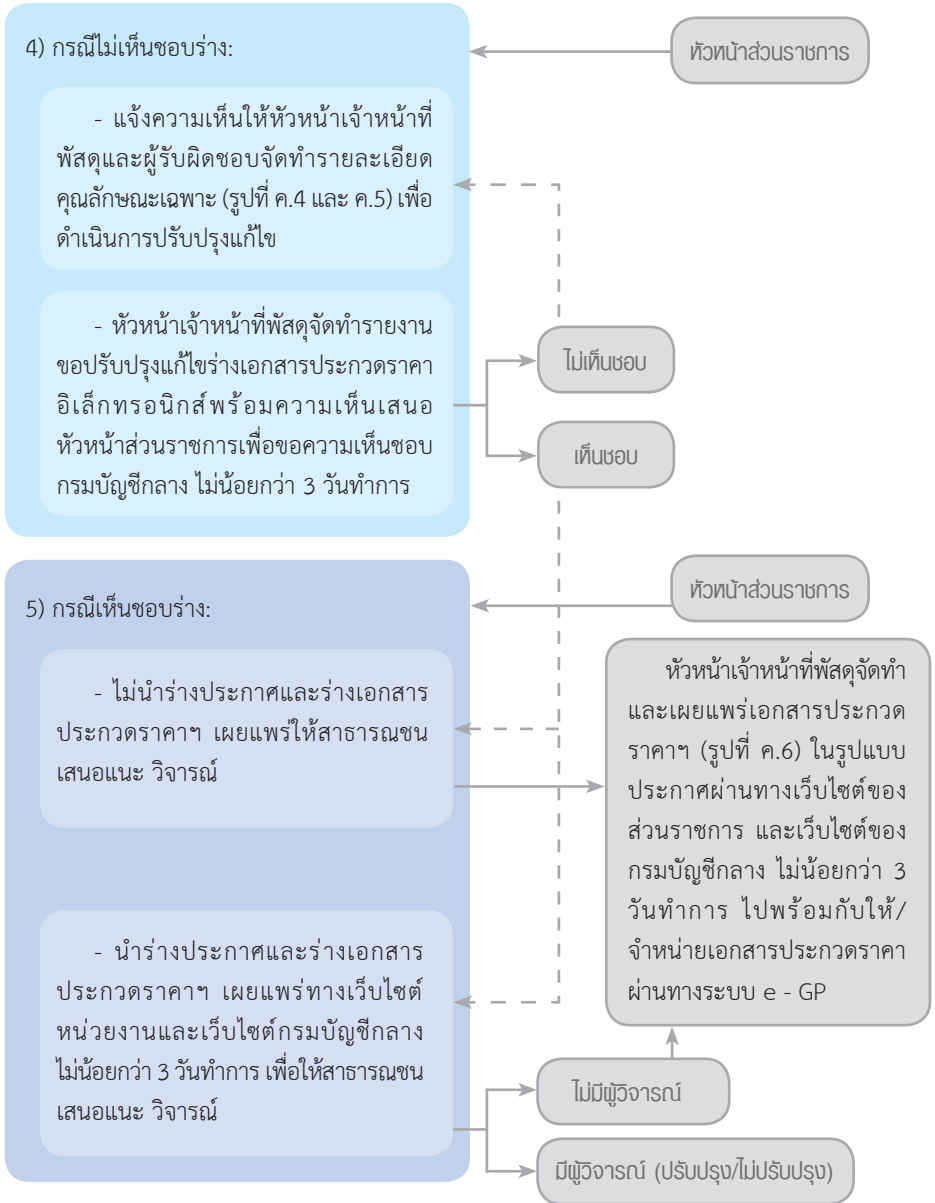 4) กรณีไม่เห็นชอบร่าง:
หัวหน้าส่วนราชการ
- แจ้งความเห็นให้หัวหน้าเจ้าหน้าที่
พัสดุและผู้รับผิดชอบจัดทำรายละเอียด
คุณลักษณะเฉพาะ (รูปที่ ค.4 และ ค.5) เพื่อ
ดำเนินการปรับปรุงแก้ไข
- หัวหน้าเจ้าหน้าที่พัสดุจัดทำรายงาน
ขอปรับปรุงแก้ไขร่างเอกสารประกวดราคา
อิเล็กทรอนิกส์พร้อมความเห็นเสนอ
หัวหน้าส่วนราชการเพื่อขอความเห็นชอบ
กรมบัญชีกลาง ไม่น้อยกว่า 3 วันทำการ
ไม่เห็นชอบ
เห็นชอบ
5) กรณีเห็นชอบร่าง:
หัวหน้าส่วนราชการ
- ไม่นำร่างประกาศและร่างเอกสาร
ประกวดราคาฯ เผยแพร่ให้สาธารณชน
เสนอแนะ วิจารณ์
หัวหน้าเจ้าหน้าที่พัสดุจัดทำ
และเผยแพร่เอกสารประกวด
ราคาฯ (รูปที่ ค.6) ในรูปแบบ
ประกาศผ่านทางเว็บไซต์ของ
ส่วนราชการ และเว็บไซต์ของ
กรมบัญชีกลาง ไม่น้อยกว่า 3
วันทำการ ไปพร้อมกับให้/
จำหน่ายเอกสารประกวดราคา
ผ่านทางระบบ e - GP
- นำร่างประกาศและร่างเอกสาร
ประกวดราคาฯ เผยแพร่ทางเว็บไซต์
หน่วยงานและเว็บไซต์กรมบัญชีกลาง
ไม่น้อยกว่า 3 วันทำการ เพื่อให้สาธารณชน
เสนอแนะ วิจารณ์
ไม่มีผู้วิจารณ์
มีผู้วิจารณ์ (ปรับปรุง/ไม่ปรับปรุง)